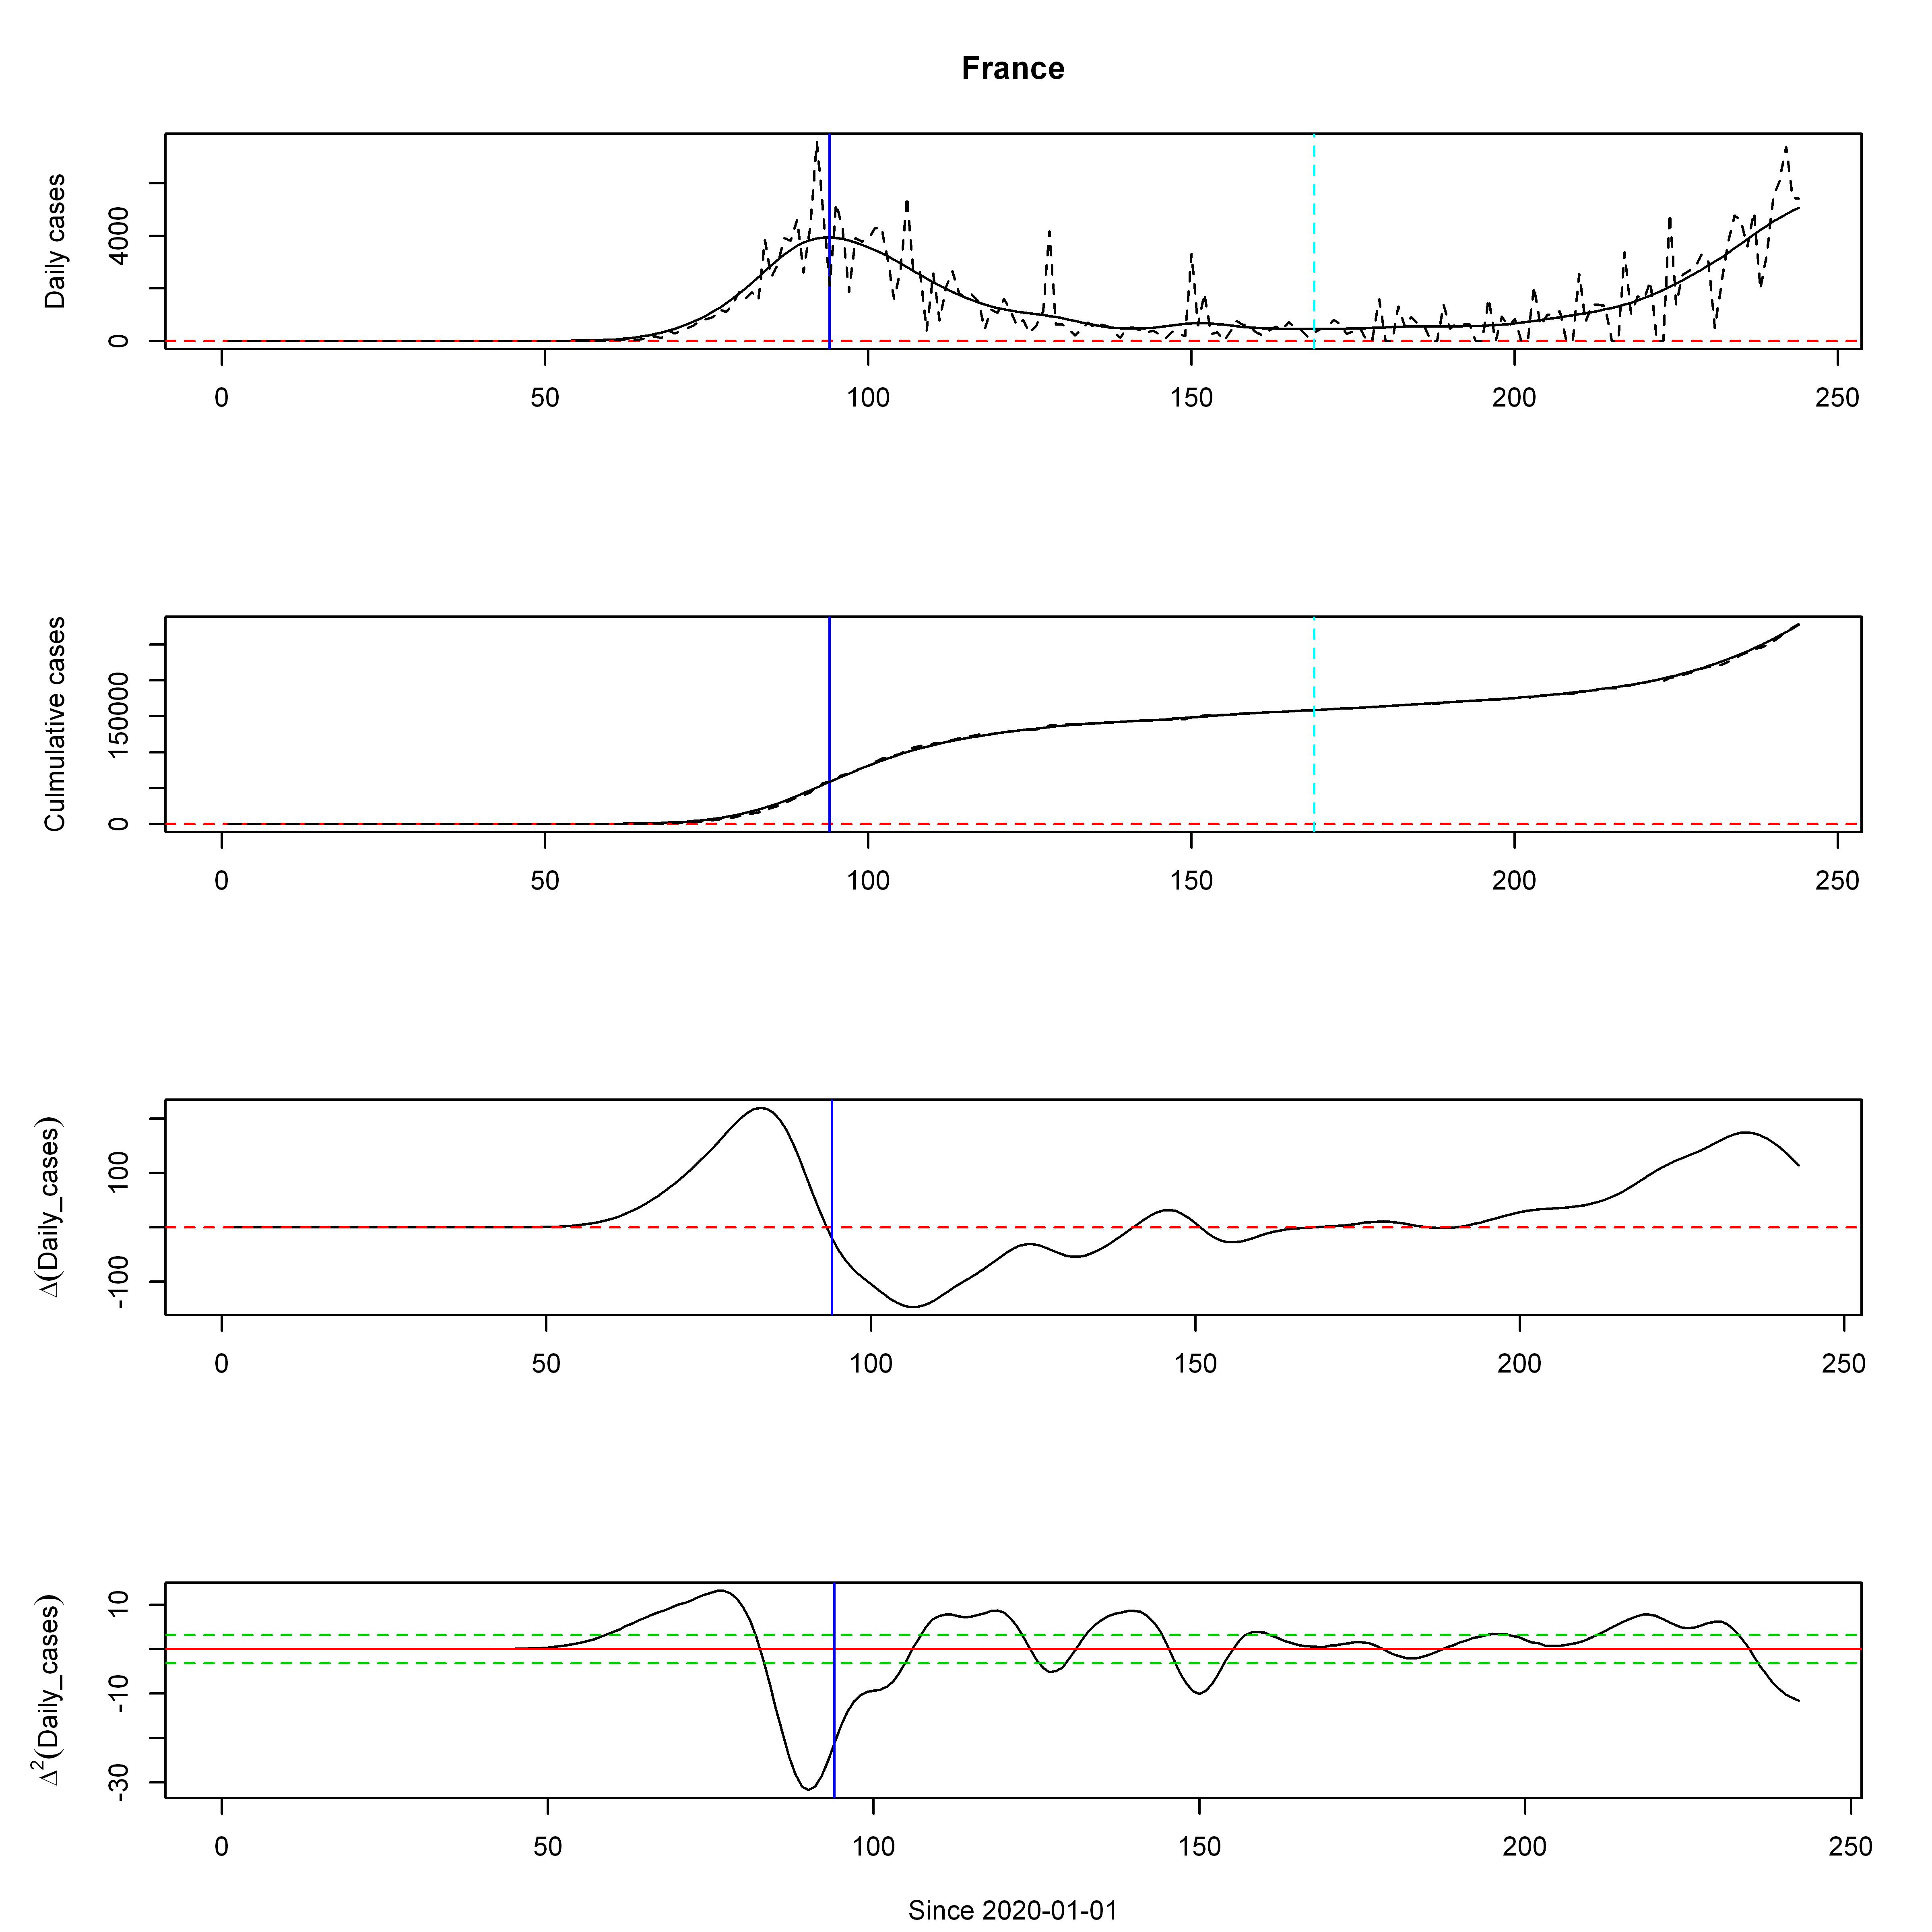 France
Daily cases
4000
0
0 50 100 150 200 250
Culmulative cases
150000
0
0 50 100 150 200 250
Δ(Daily_cases)
100
-100
0 50 100 150 200 250
Δ²(Daily_cases)
10
-10
-30
0 50 100 150 200 250
Since 2020-01-01